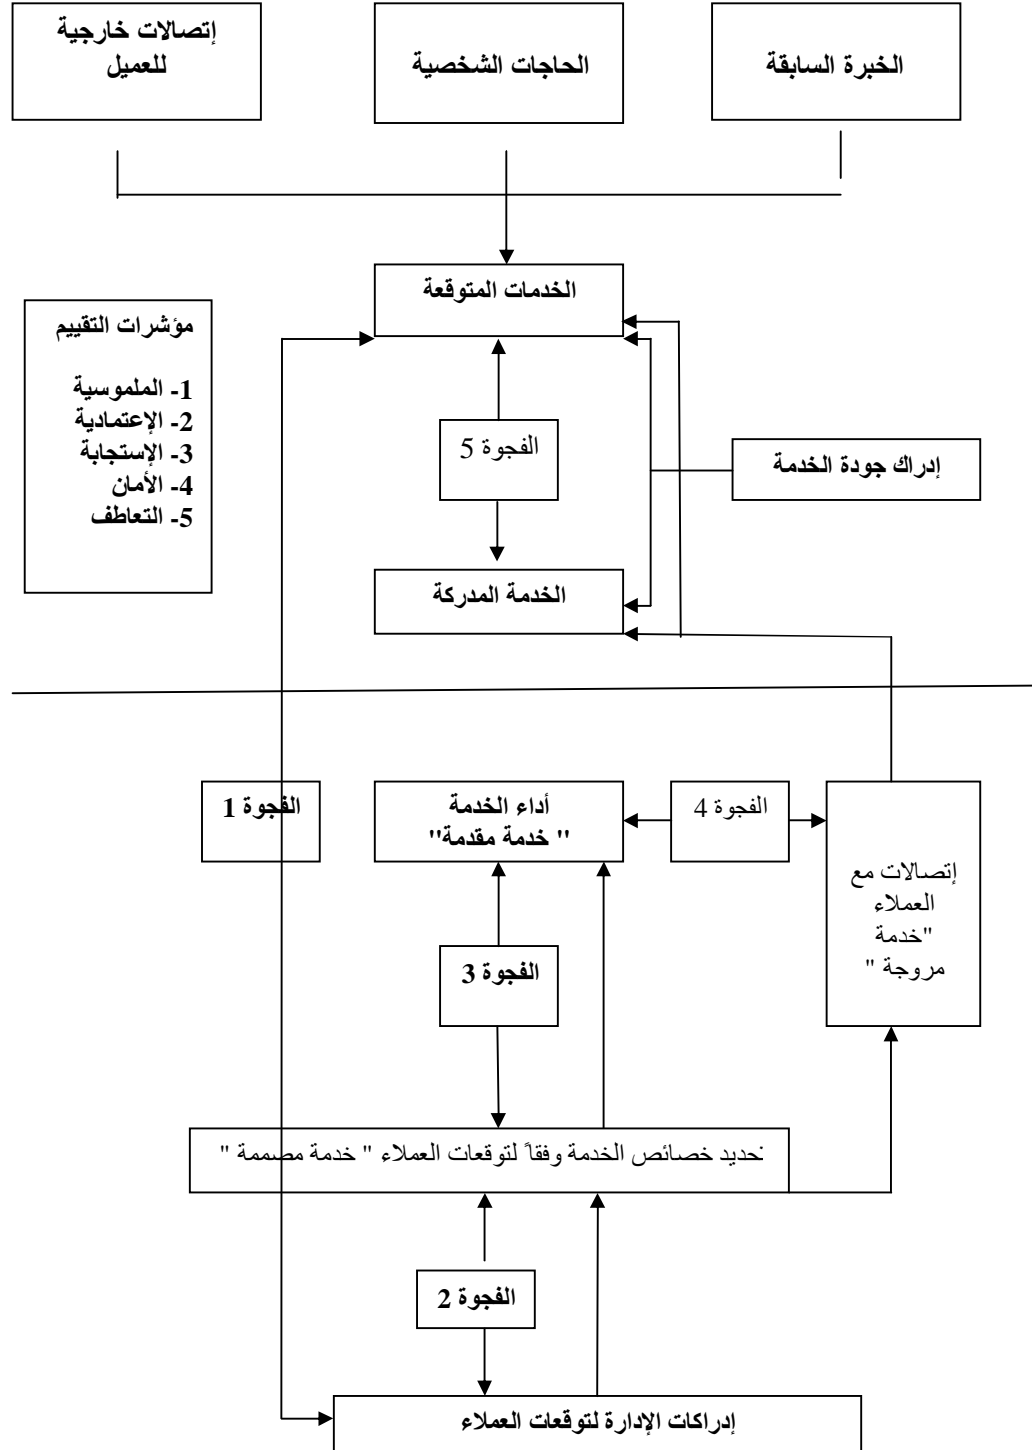 الخبرة السابقة
الحاجات الشخصية
إتصالات خارجية
للعميل
الخدمات المتوقعة
مؤشرات التقييم
1- الملموسية
2- الإعتمادية
3- الإستجابة
4- الأمان
5- التعاطف
الفجوة 5
إدراك جودة الخدمة
الخدمة المدركة
الفجوة 4
أداء الخدمة
" خدمة مقدمة"
الفجوة 1
إتصالات مع
العملاء
"خدمة
مروجة "
الفجوة 3
تحديد خصائص الخدمة وفقاً لتوقعات العملاء " خدمة مصممة "
الفجوة 2
إدراكات الإدارة لتوقعات العملاء